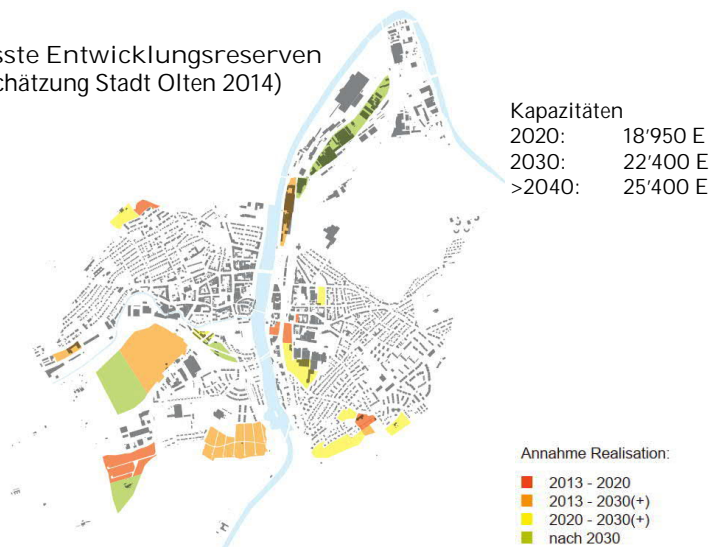 sste Entwicklungsreserven
chätzung Stadt Olten 2014)
Kapazitäten
2020: 18'950 E
2030: 22'400 E
>2040: 25'400 E
Annahme Realisation:
2013 - 2020
2013 - 2030(+)
2020 - 2030(+)
nach 2030